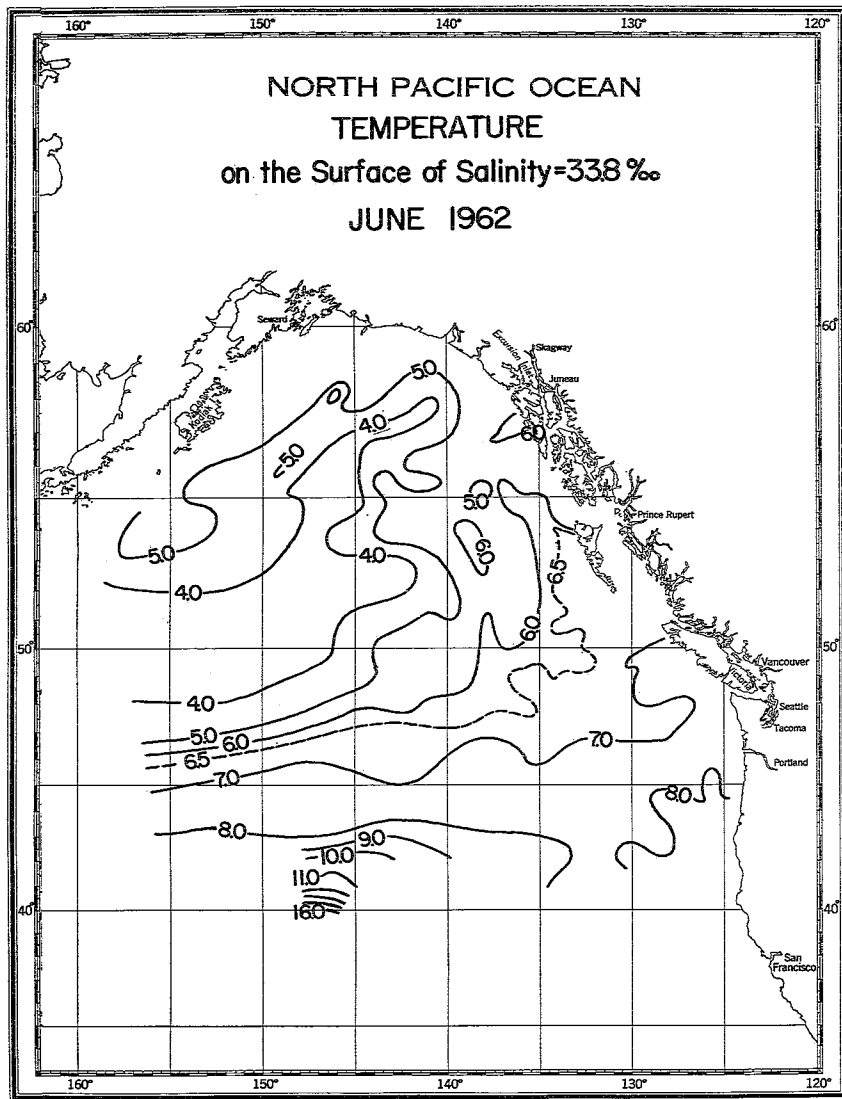 160° 150° 140° 130° 120°
NORTH PACIFIC OCEAN
TEMPERATURE
on the Surface of Salinity=33.8 ‰
JUNE 1962
60° 60°
Seward
Excursion Inlet
Skagway
Juneau
Kodiak
5.0
4.0
6.0
5.0
5.0
Prince Rupert
6.0
5.0
4.0
6.5
4.0
6.0
50° 50°
Vancouver
Victoria
4.0
Seattle
5.0
6.0
Tacoma
7.0
6.5
Portland
7.0
8.0
8.0
9.0
10.0
11.0
16.0
40° 40°
San
Francisco
160° 150° 140° 130° 120°